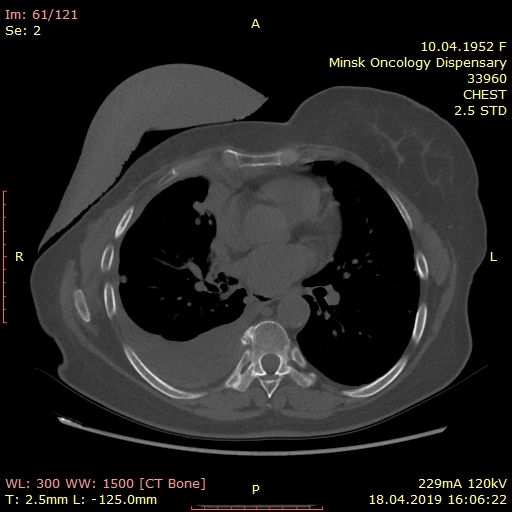 Im: 61/121
Se: 2
A
10.04.1952 F
Minsk Oncology Dispensary
33960
CHEST
2.5 STD
R
L
WL: 300 WW: 1500 [CT Bone]
T: 2.5mm L: -125.0mm
P
229mA 120kV
18.04.2019 16:06:22